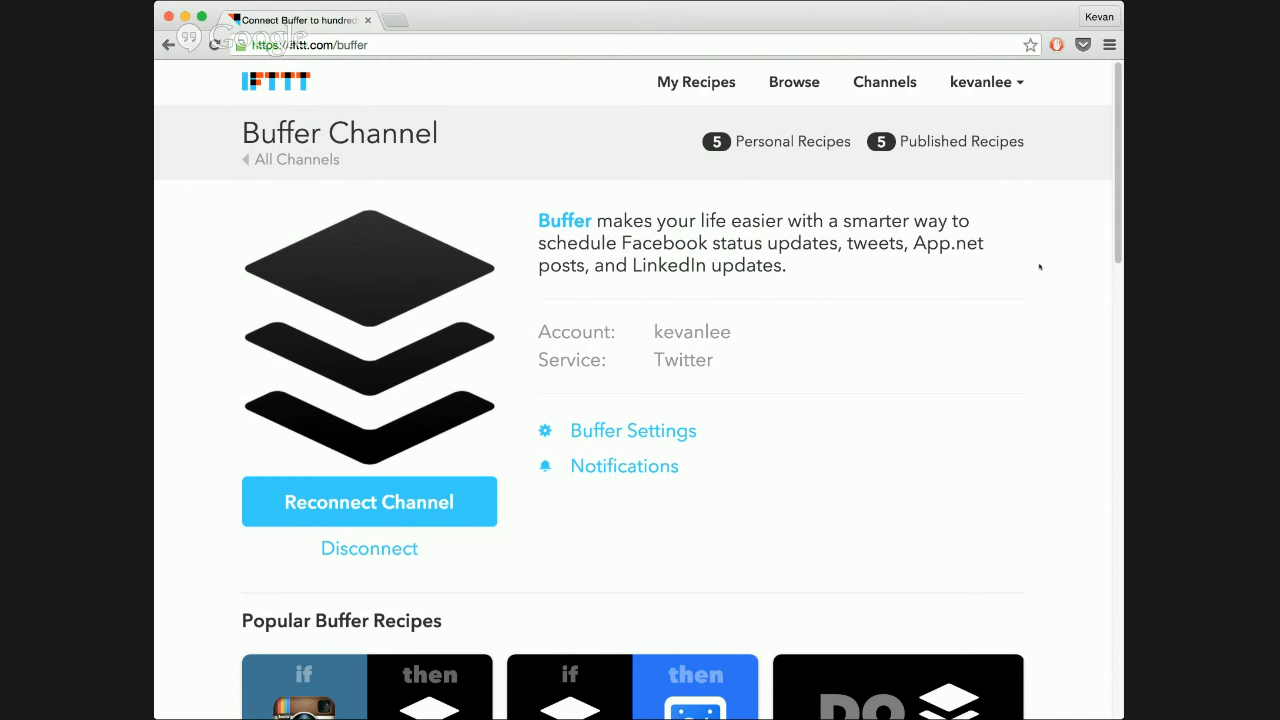 Connect Buffer to hundred
Kevan
Google
https://ifttt.com/buffer
IFTTT
My Recipes Browse Channels kevanlee
Buffer Channel
All Channels
5 Personal Recipes 5 Published Recipes
Buffer makes your life easier with a smarter way to
schedule Facebook status updates, tweets, App.net
posts, and LinkedIn updates.
Account: kevanlee
Service: Twitter
Buffer Settings
Notifications
Reconnect Channel
Disconnect
Popular Buffer Recipes
if then if then
DO